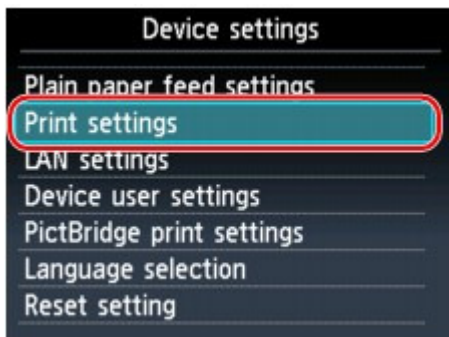 Device settings
Plain paper feed settings
Print settings
LAN settings
Device user settings
PictBridge print settings
Language selection
Reset setting